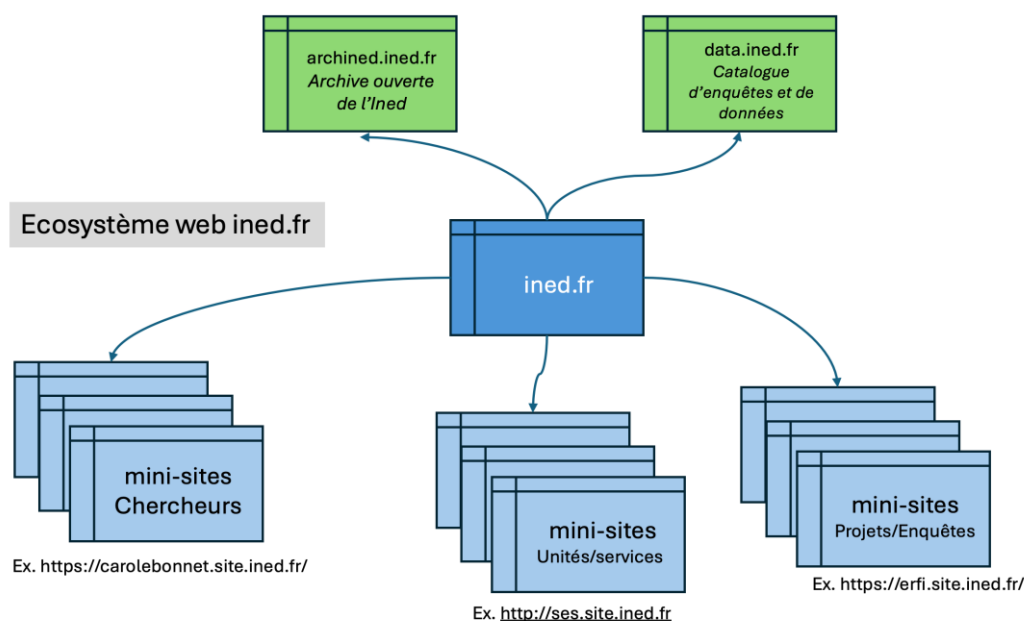 archined.ined.fr
Archive ouverte
de l'Ined
data.ined.fr
Catalogue
d'enquêtes et de
données
Ecosystème web ined.fr
ined.fr
mini-sites
Chercheurs
Ex. https://carolebonnet.site.ined.fr/
mini-sites
Unités/services
Ex. http://ses.site.ined.fr
mini-sites
Projets/Enquêtes
Ex. https://erfi.site.ined.fr/